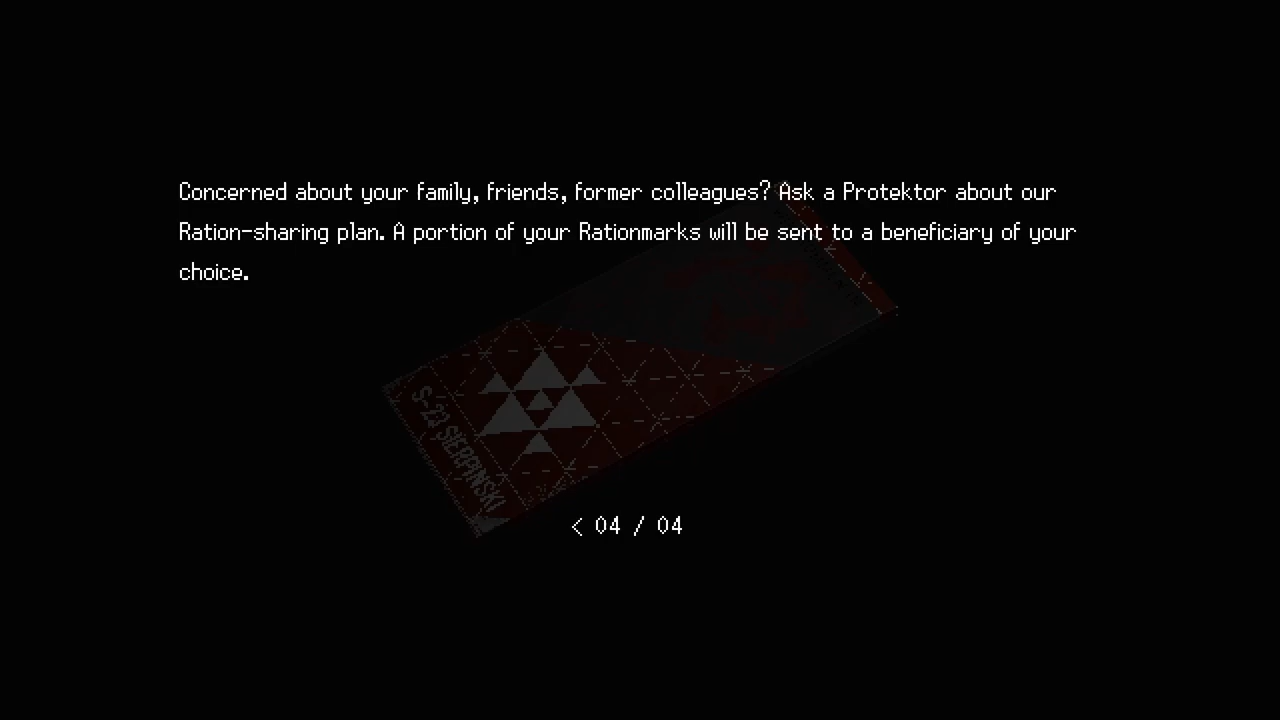 Concerned about your family, friends, former colleagues? Ask a Protektor about our
Ration-sharing plan. A portion of your Rationmarks will be sent to a beneficiary of your
choice.
S-23 SIERPINSKI
< 04 / 04